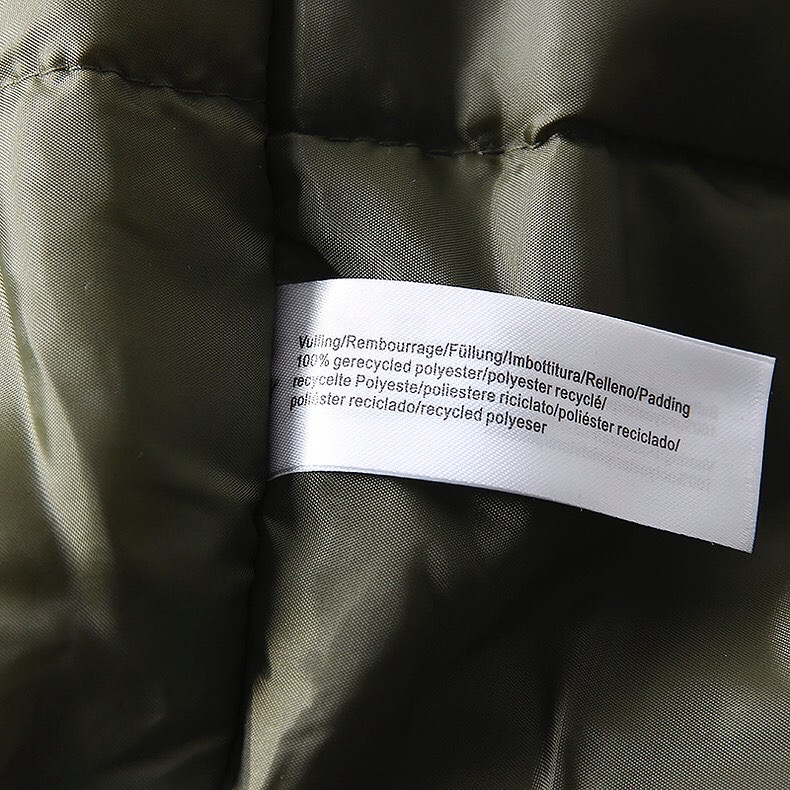 Vulling/Rembourrage/Füllung/Imbottitura/Relleno/Padding
100% gerecycled polyester/polyester recyclé/
recycelte Polyeste/poliestere riciclato/poliéster reciclado/
poliéster reciclado/recycled polyeser